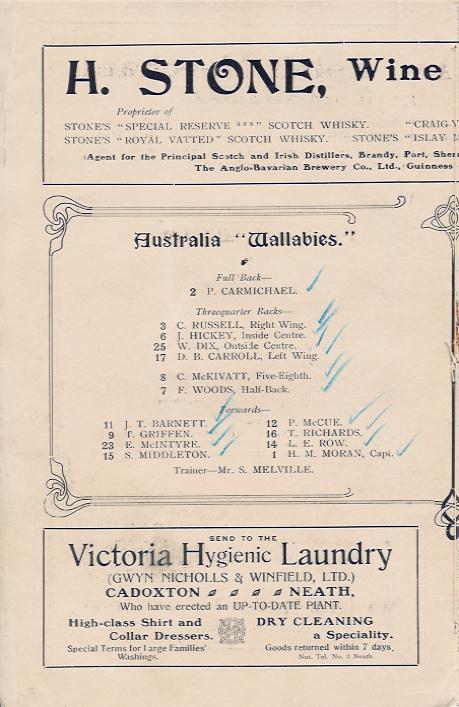 H. STONE, Wine
Proprietor of
STONE'S "SPECIAL RESERVE ***" SCOTCH WHISKY. "CRAIG-Y
STONE'S "ROYAL VATTED" SCOTCH WHISKY. STONE'S "ISLAY M
Agent for the Principal Scotch and Irish Distillers, Brandy, Port, Sher
The Anglo-Bavarian Brewery Co., Ltd., Guinness
Australia "Wallabies."
Full Back—
2 P. CARMICHAEL.
Threequarter Backs—
3 C. RUSSELL, Right Wing.
6 J. HICKEY, Inside Centre.
25 W. DIX, Outside Centre.
17 D. B. CARROLL, Left Wing.
8 C. McKIVATT, Five-Eighth.
7 F. WOODS, Half-Back.
Forwards—
11 J. T. BARNETT. 12 P. McCUE.
9 T. GRIFFEN. 16 T. RICHARDS.
23 E. McINTYRE. 14 L. E. ROW.
15 S. MIDDLETON. 1 H. M. MORAN, Capt.
Trainer—Mr. S. MELVILLE.
SEND TO THE
Victoria Hygienic Laundry
(GWYN NICHOLLS & WINFIELD, LTD.)
CADOXTON NEATH,
Who have erected an UP-TO-DATE PLANT.
High-class Shirt and
Collar Dressers.
Special Terms for Large Families'
Washings.
DRY CLEANING
a Speciality.
Goods returned within 7 days,
Nat. Tel. No. 3 Neath.